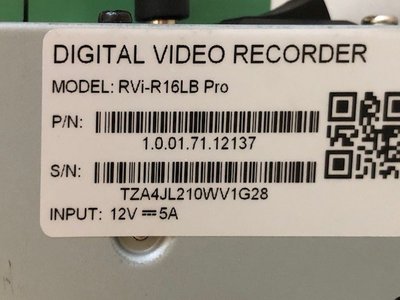 DIGITAL VIDEO RECORDER
MODEL: RVi-R16LB Pro
P/N:
1.0.01.71.12137
S/N:
TZA4JL210WV1G28
INPUT: 12V⎓5A